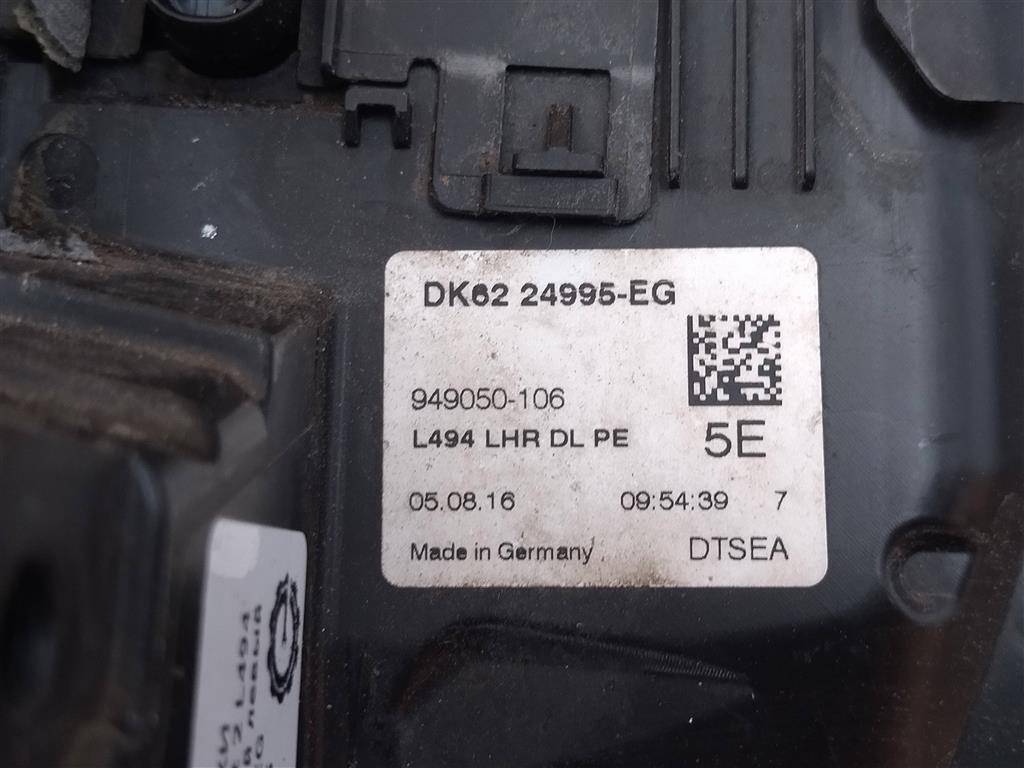 DK62 24995-EG
949050-106
L494 LHR DL PE
5E
05.08.16 09:54:39 7
Made in Germany DTSEA
L494